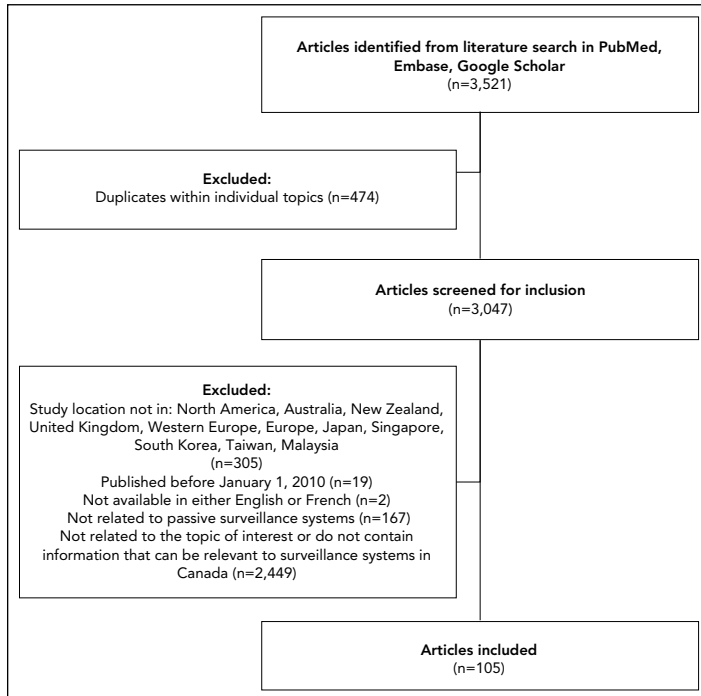 Articles identified from literature search in PubMed,
Embase, Google Scholar
(n=3,521)
Excluded:
Duplicates within individual topics (n=474)
Articles screened for inclusion
(n=3,047)
Excluded:
Study location not in: North America, Australia, New Zealand,
United Kingdom, Western Europe, Europe, Japan, Singapore,
South Korea, Taiwan, Malaysia
(n=305)
Published before January 1, 2010 (n=19)
Not available in either English or French (n=2)
Not related to passive surveillance systems (n=167)
Not related to the topic of interest or do not contain
information that can be relevant to surveillance systems in
Canada (n=2,449)
Articles included
(n=105)